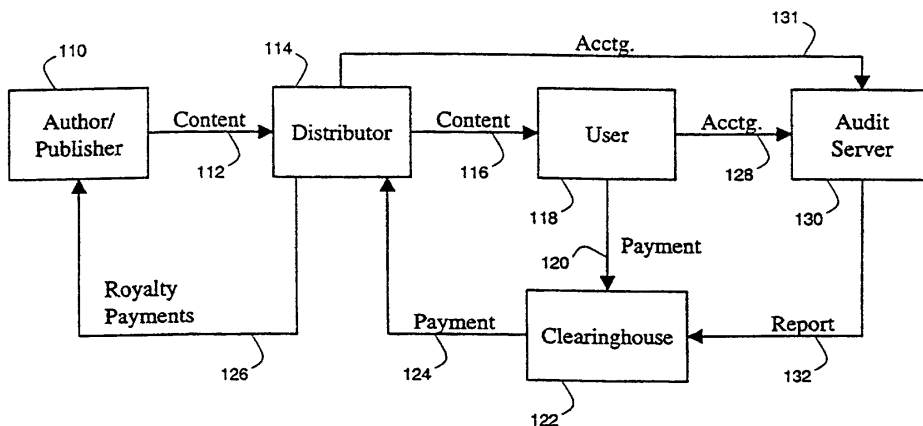 131
Acctg.
110
114
Author/
Publisher
Content
112
Distributor
Content
116
User
118
Acctg.
128
Audit
Server
130
120
Payment
Royalty
Payments
126
Payment
124
Clearinghouse
122
Report
132